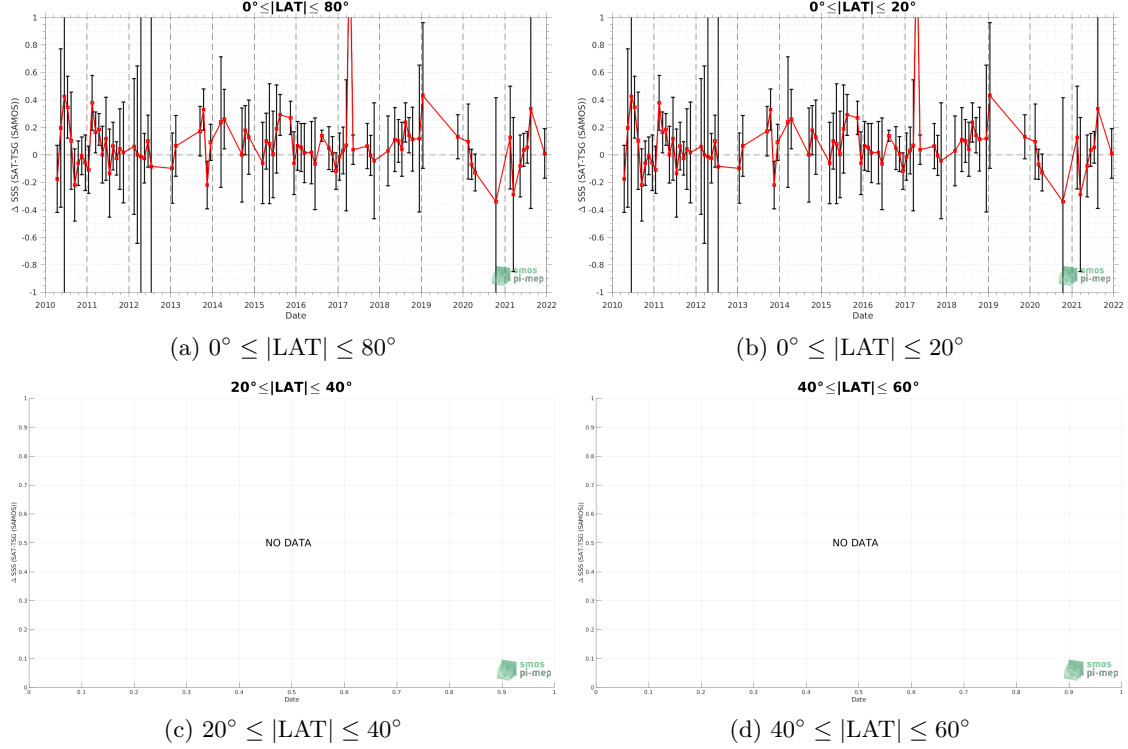 0°≤|LAT|≤ 80°
Δ SSS (SAT-TSG (SAMOS))
1
0.8
0.6
0.4
0.2
0
-0.2
-0.4
-0.6
-0.8
-1
2010 2011 2012 2013 2014 2015 2016 2017 2018 2019 2020 2021 2022
Date
smos
pi-mep
(a) 0° ≤ |LAT| ≤ 80°
0°≤|LAT|≤ 20°
Δ SSS (SAT-TSG (SAMOS))
1
0.8
0.6
0.4
0.2
0
-0.2
-0.4
-0.6
-0.8
-1
2010 2011 2012 2013 2014 2015 2016 2017 2018 2019 2020 2021 2022
Date
smos
pi-mep
(b) 0° ≤ |LAT| ≤ 20°
20°≤|LAT|≤ 40°
Δ SSS (SAT-TSG (SAMOS))
1
0.9
0.8
0.7
0.6
0.5
0.4
0.3
0.2
0.1
0
NO DATA
0 0.1 0.2 0.3 0.4 0.5 0.6 0.7 0.8 0.9 1
Date
smos
pi-mep
(c) 20° ≤ |LAT| ≤ 40°
40°≤|LAT|≤ 60°
Δ SSS (SAT-TSG (SAMOS))
1
0.9
0.8
0.7
0.6
0.5
0.4
0.3
0.2
0.1
0
NO DATA
0 0.1 0.2 0.3 0.4 0.5 0.6 0.7 0.8 0.9 1
Date
smos
pi-mep
(d) 40° ≤ |LAT| ≤ 60°